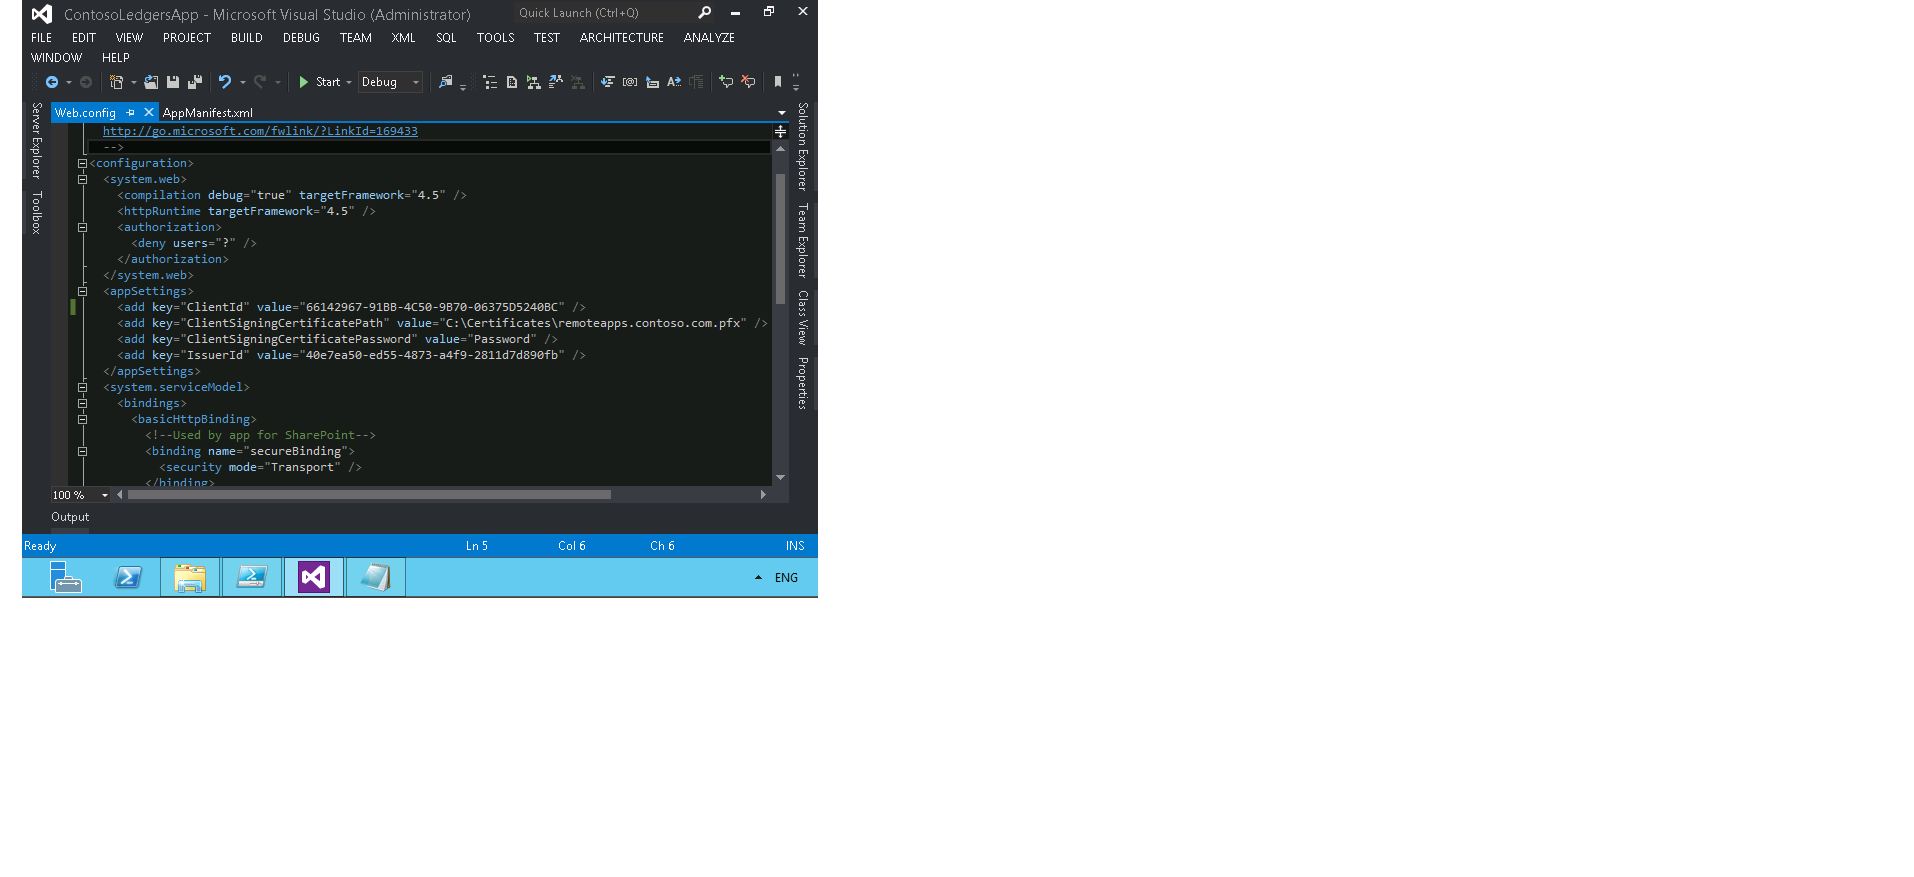 ContosoLedgersApp - Microsoft Visual Studio (Administrator)
Quick Launch (Ctrl+Q)
FILE EDIT VIEW PROJECT BUILD DEBUG TEAM XML SQL TOOLS TEST ARCHITECTURE ANALYZE
WINDOW HELP
Start Debug
Server Explorer
Toolbox
Web.config AppManifest.xml
http://go.microsoft.com/fwlink/?LinkId=169433
-->
<configuration>
<system.web>
<compilation debug="true" targetFramework="4.5" />
<httpRuntime targetFramework="4.5" />
<authorization>
<deny users="?" />
</authorization>
</system.web>
<appSettings>
<add key="ClientId" value="66142967-91BB-4C50-9B70-06375D5240BC" />
<add key="ClientSigningCertificatePath" value="C:\Certificates\remoteapps.contoso.com.pfx" />
<add key="ClientSigningCertificatePassword" value="Password" />
<add key="IssuerId" value="40e7ea50-ed55-4873-a4f9-2811d7d890fb" />
</appSettings>
<system.serviceModel>
<bindings>
<basicHttpBinding>
<!--Used by app for SharePoint-->
<binding name="secureBinding">
<security mode="Transport" />
</binding>
100 %
Solution Explorer
Team Explorer
Class View
Properties
Output
Ready Ln 5 Col 6 Ch 6 INS
ENG